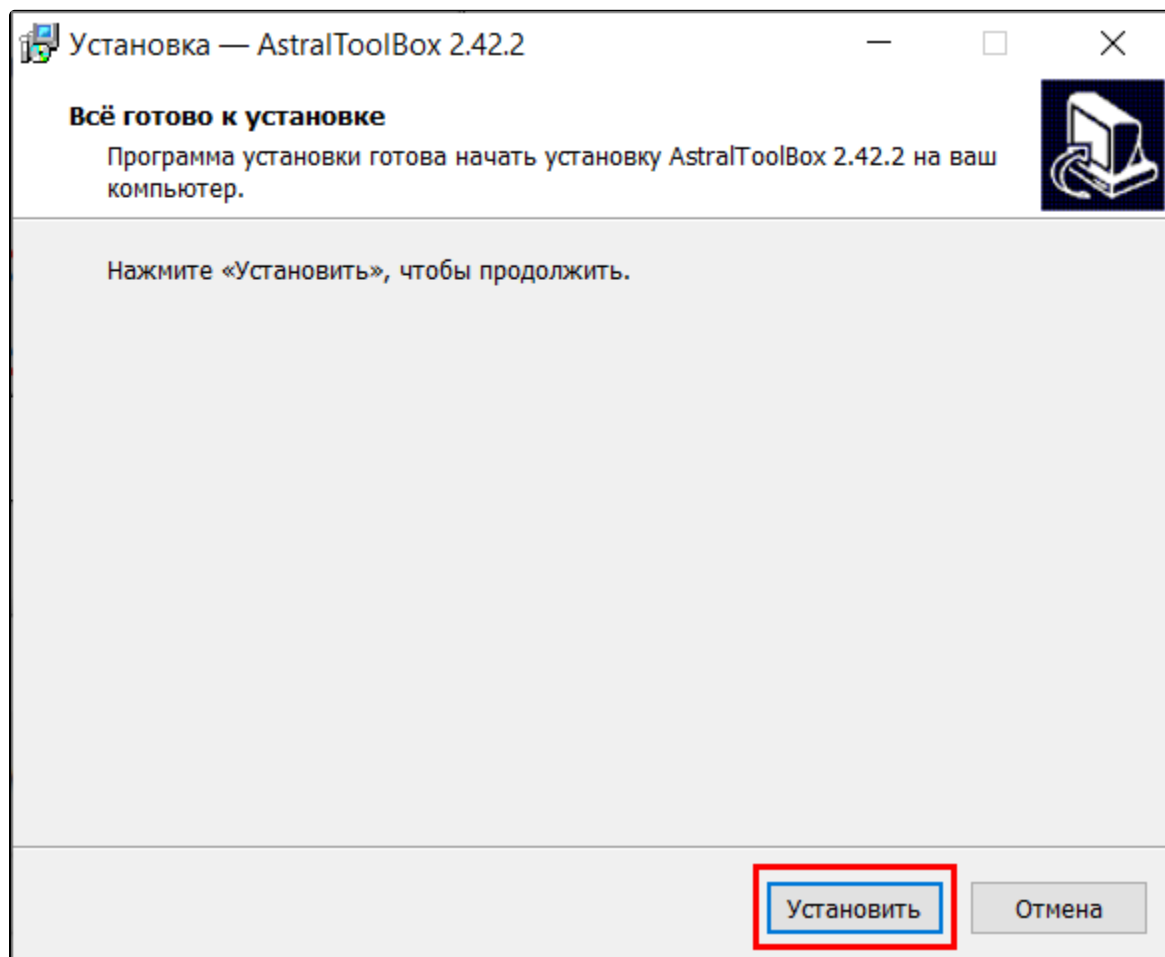 Установка — AstralToolBox 2.42.2
Всё готово к установке
Программа установки готова начать установку AstralToolBox 2.42.2 на ваш
компьютер.
Нажмите «Установить», чтобы продолжить.
Установить
Отмена